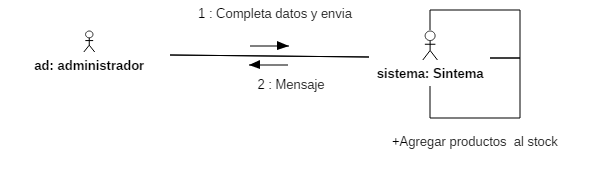 1 : Completa datos y envia
ad: administrador
2 : Mensaje
sistema: Sintema
+Agregar productos  al stock